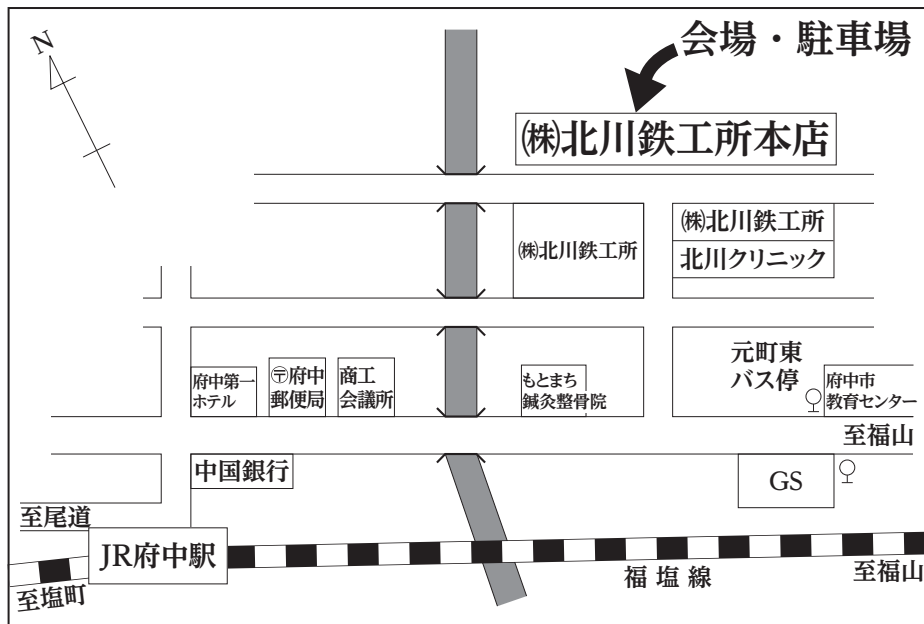 N
会場・駐車場
㈱北川鉄工所本店
㈱北川鉄工所
㈱北川鉄工所
北川クリニック
府中第一
ホテル
〶府中
郵便局
商工
会議所
もとまち
鍼灸整骨院
元町東
バス停
府中市
教育センター
至福山
中国銀行
GS
至尾道
JR府中駅
至塩町
福塩線
至福山